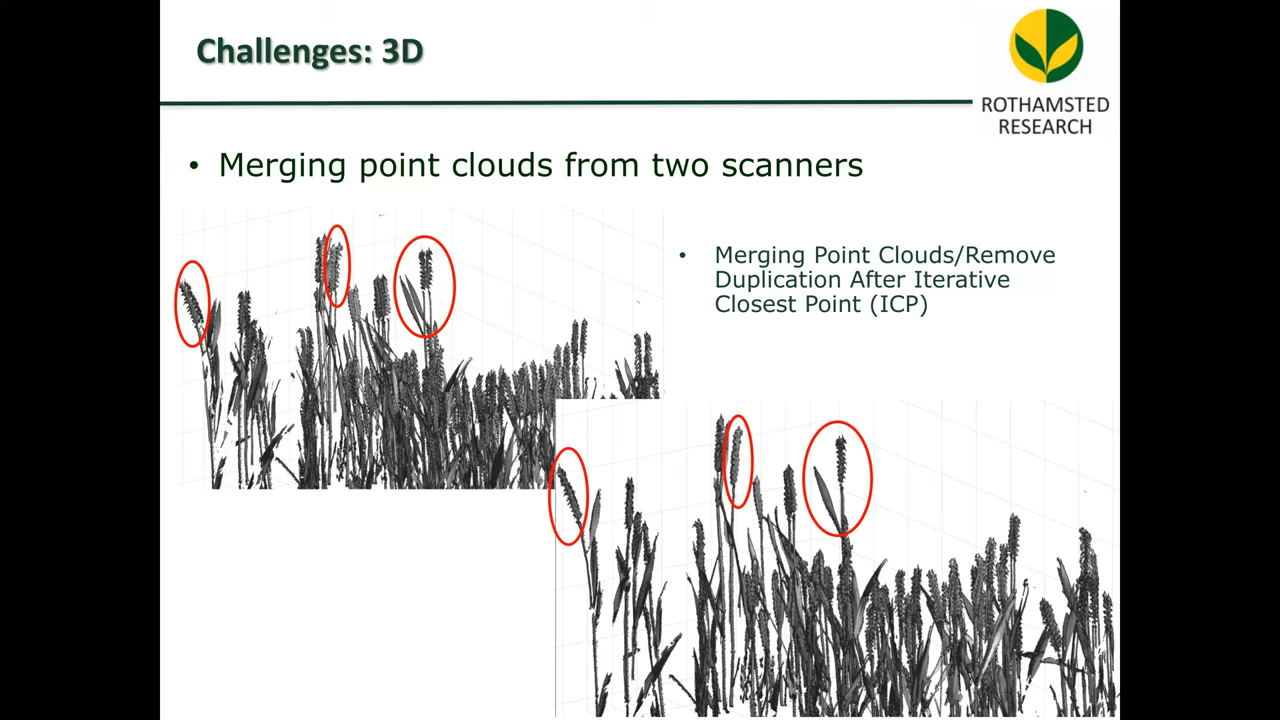 Challenges: 3D
ROTHAMSTED
RESEARCH
• Merging point clouds from two scanners
• Merging Point Clouds/Remove
Duplication After Iterative
Closest Point (ICP)